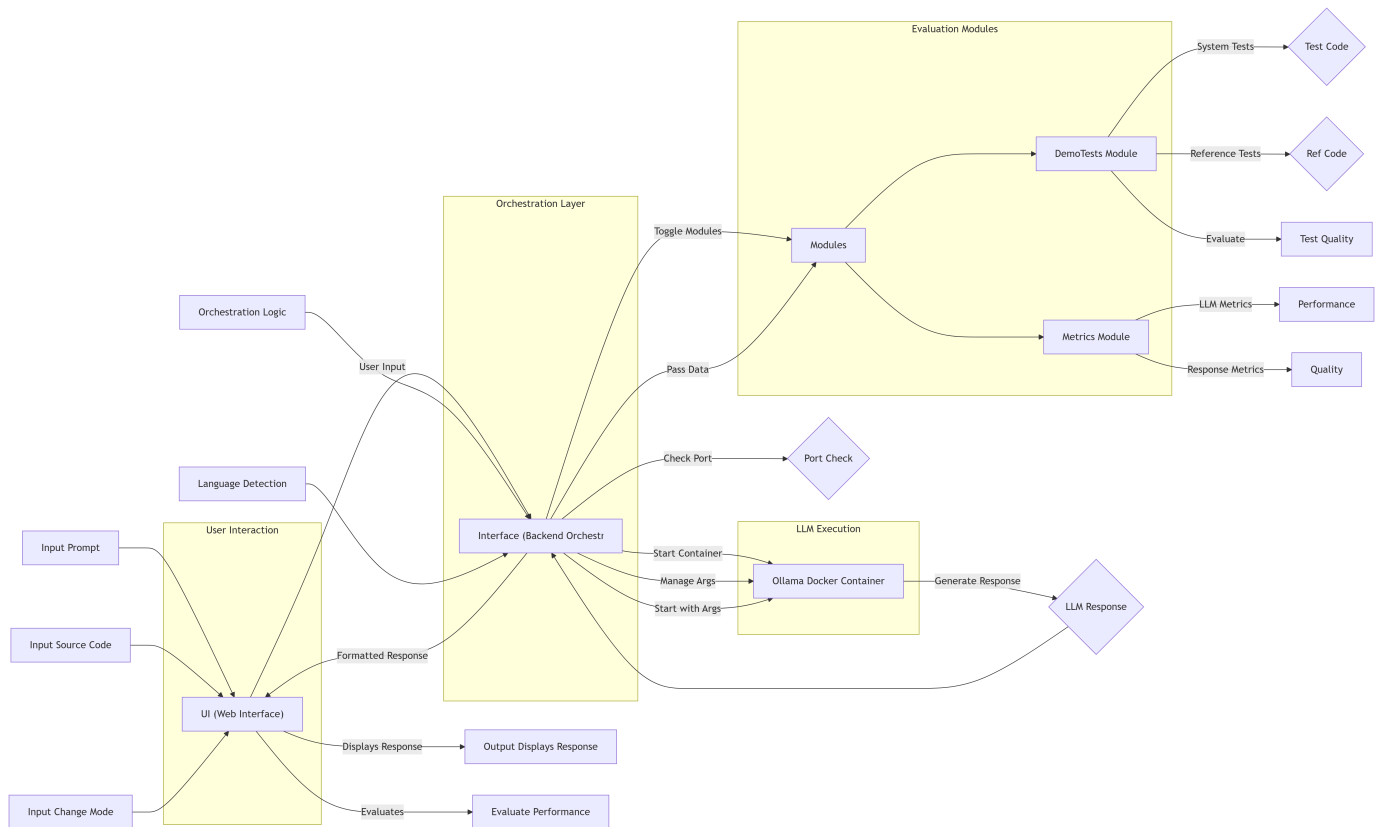 Evaluation Modules
System Tests
Test Code
DemoTests Module
Reference Tests
Ref Code
Orchestration Layer
Toggle Modules
Modules
Evaluate
Test Quality
Orchestration Logic
LLM Metrics
Performance
Metrics Module
User Input
Pass Data
Response Metrics
Quality
Check Port
Port Check
Language Detection
User Interaction
LLM Execution
Input Prompt
Interface (Backend Orchestr
Start Container
Manage Args
Ollama Docker Container
Generate Response
Start with Args
LLM Response
Input Source Code
Formatted Response
UI (Web Interface)
Displays Response
Output Displays Response
Input Change Mode
Evaluates
Evaluate Performance